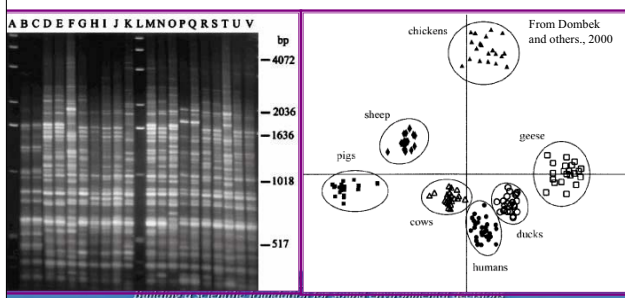 A B C D E F G H I J K L M N O P Q R S T U V
bp
4072
2036
1636
1018
517
From Dombek
and others., 2000
chickens
sheep
geese
pigs
cows
ducks
humans